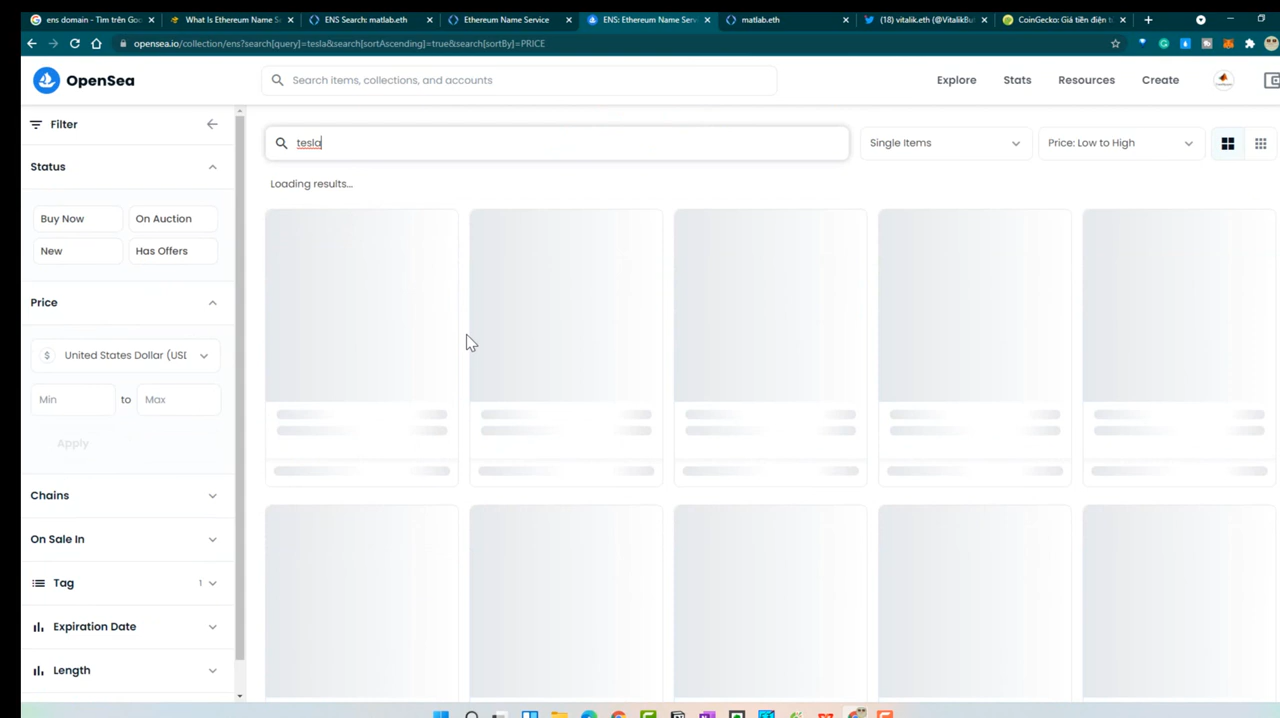 ens domain - Tìm trên Goo
What Is Ethereum Name S
ENS Search: matlab.eth
Ethereum Name Service
ENS: Ethereum Name Serv
matlab.eth
(18) vitalik.eth (@VitalikBul
CoinGecko: Giá tiền điện t
opensea.io/collection/ens?search[query]=tesla&search[sortAscending]=true&search[sortBy]=PRICE
OpenSea
Search items, collections, and accounts
Explore
Stats
Resources
Create
Filter
tesla
Single Items
Price: Low to High
Status
Loading results...
Buy Now
On Auction
New
Has Offers
Price
$ United States Dollar (USD
Min
to
Max
Apply
Chains
On Sale In
Tag
1
Expiration Date
Length